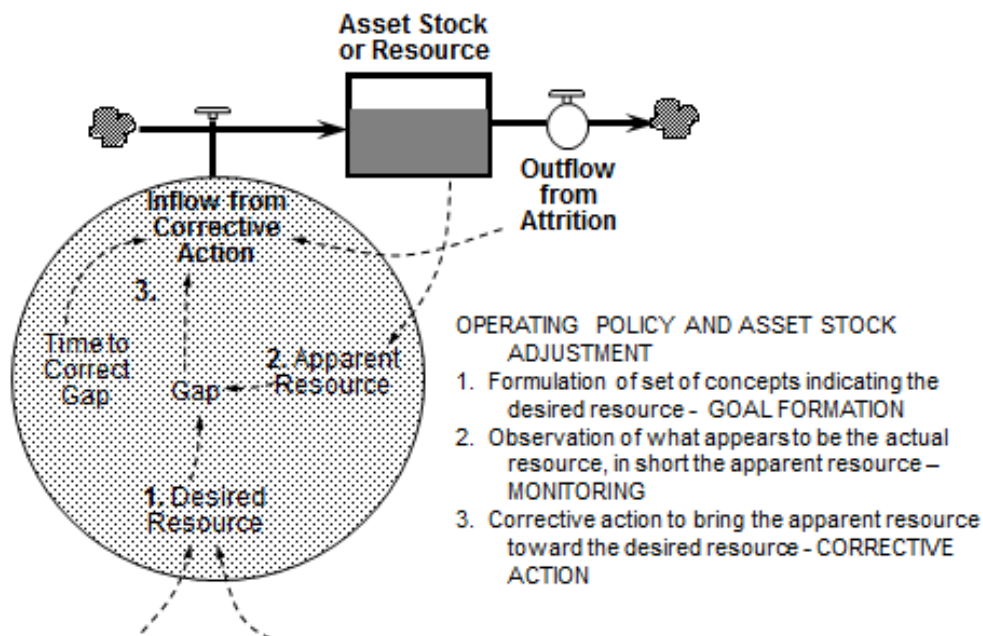 Asset Stock
or Resource
Outflow
from
Attrition
Inflow from
Corrective
Action
3.
Time to
Correct
Gap
Gap
2. Apparent
Resource
1. Desired
Resource
OPERATING POLICY AND ASSET STOCK
ADJUSTMENT
1. Formulation of set of concepts indicating the
desired resource - GOAL FORMATION
2. Observation of what appears to be the actual
resource, in short the apparent resource –
MONITORING
3. Corrective action to bring the apparent resource
toward the desired resource - CORRECTIVE
ACTION